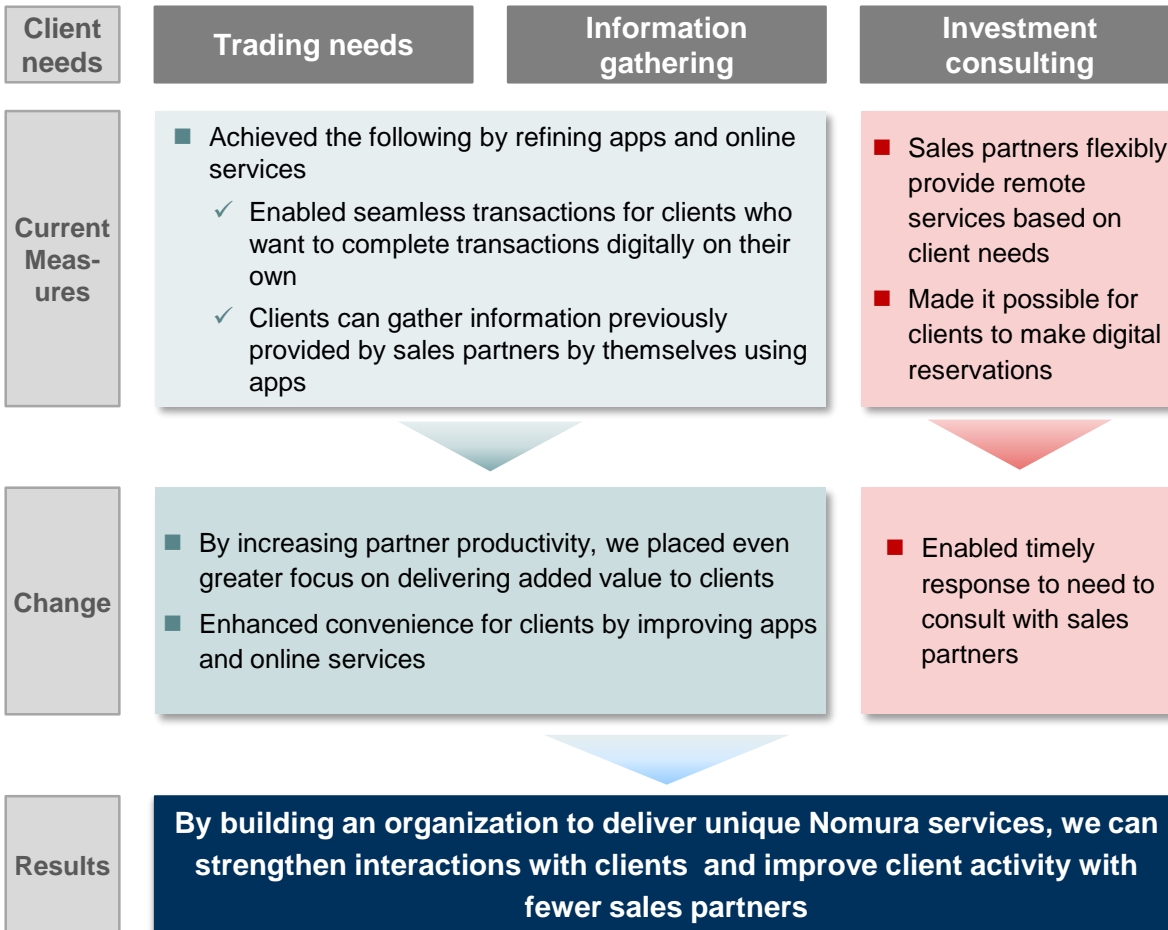 Client
needs
Trading needs
Information
gathering
Investment
consulting
Current
Meas-
ures
Achieved the following by refining apps and online
services
Enabled seamless transactions for clients who
want to complete transactions digitally on their
own
Clients can gather information previously
provided by sales partners by themselves using
apps
Sales partners flexibly
provide remote
services based on
client needs
Made it possible for
clients to make digital
reservations
Change
By increasing partner productivity, we placed even
greater focus on delivering added value to clients
Enhanced convenience for clients by improving apps
and online services
Enabled timely
response to need to
consult with sales
partners
Results
By building an organization to deliver unique Nomura services, we can
strengthen interactions with clients and improve client activity with
fewer sales partners